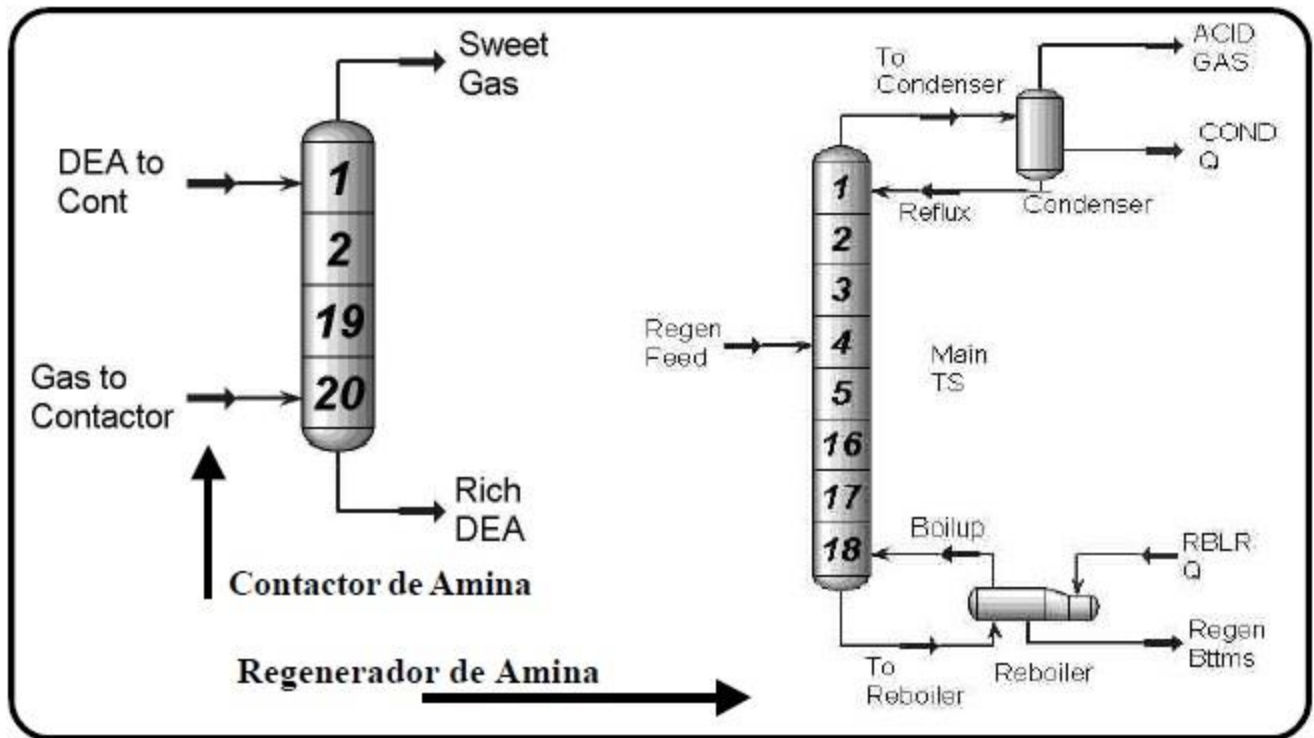 Sweet
Gas
DEA to
Cont
1
2
19
20
Gas to
Contactor
Rich
DEA
Contactor de Amina
Regenerador de Amina
To
Condenser
ACID
GAS
COND
Q
Condenser
Reflux
1
2
3
4
5
16
17
18
Regen
Feed
Main
TS
Boilup
RBLR
Q
Regen
Bttms
Reboiler
To
Reboiler